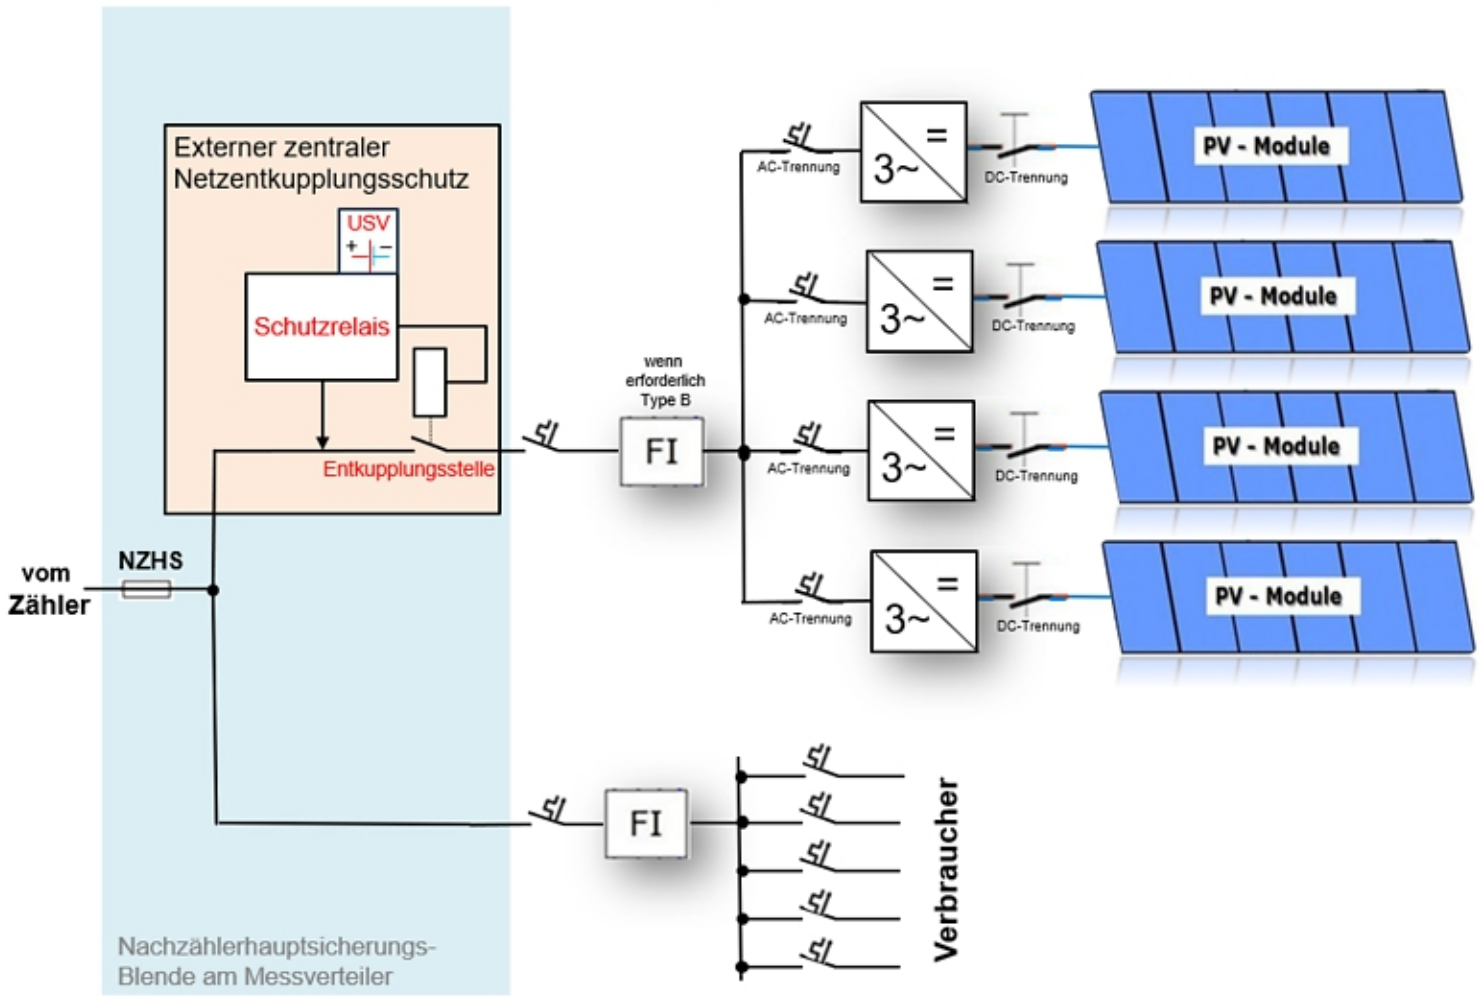 Externer zentraler
Netzentkupplungsschutz
USV
+ −
Schutzrelais
Entkupplungsstelle
NZHS
vom
Zähler
wenn
erforderlich
Type B
FI
AC-Trennung
3~ =
DC-Trennung
PV - Module
AC-Trennung
3~ =
DC-Trennung
PV - Module
AC-Trennung
3~ =
DC-Trennung
PV - Module
AC-Trennung
3~ =
DC-Trennung
PV - Module
FI
Verbraucher
Nachzählerhauptsicherungs-
Blende am Messverteiler